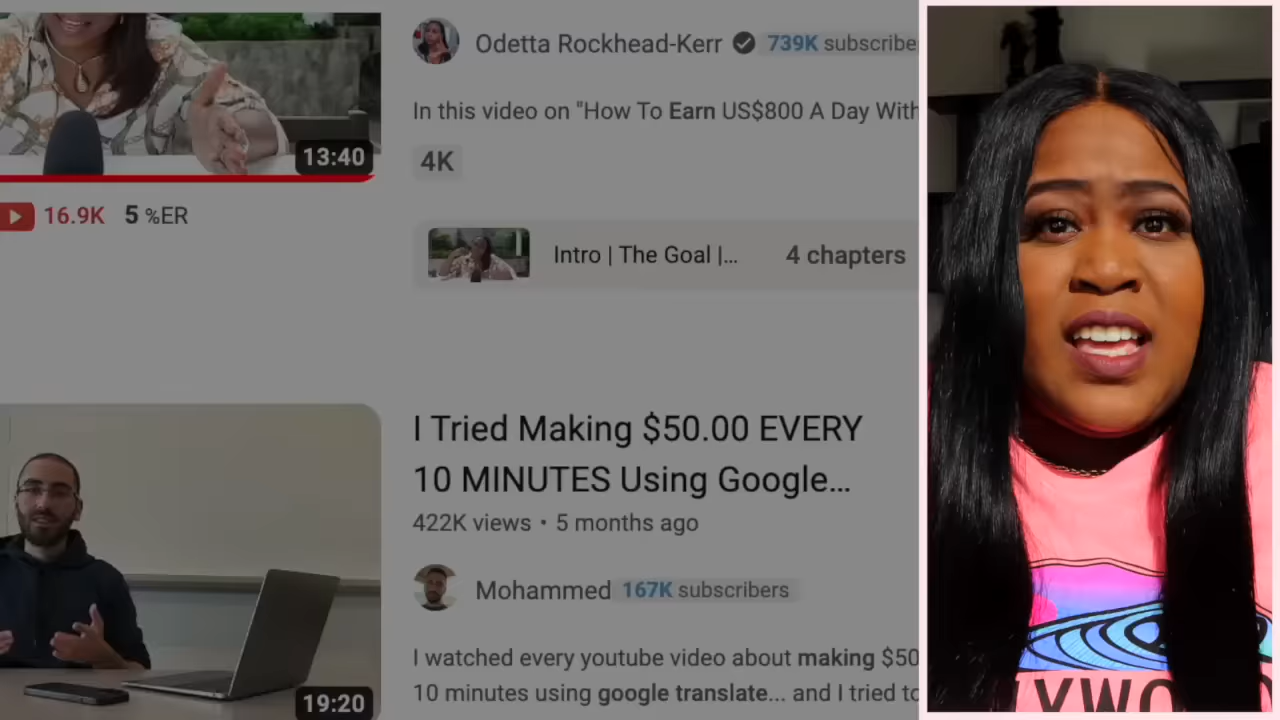 13:40
16.9K 5 %ER
Odetta Rockhead-Kerr 739K subscribe
In this video on "How To Earn US$800 A Day With
4K
Intro | The Goal |... 4 chapters
I Tried Making $50.00 EVERY
10 MINUTES Using Google...
422K views • 5 months ago
Mohammed 167K subscribers
I watched every youtube video about making $50
10 minutes using google translate... and I tried to
19:20